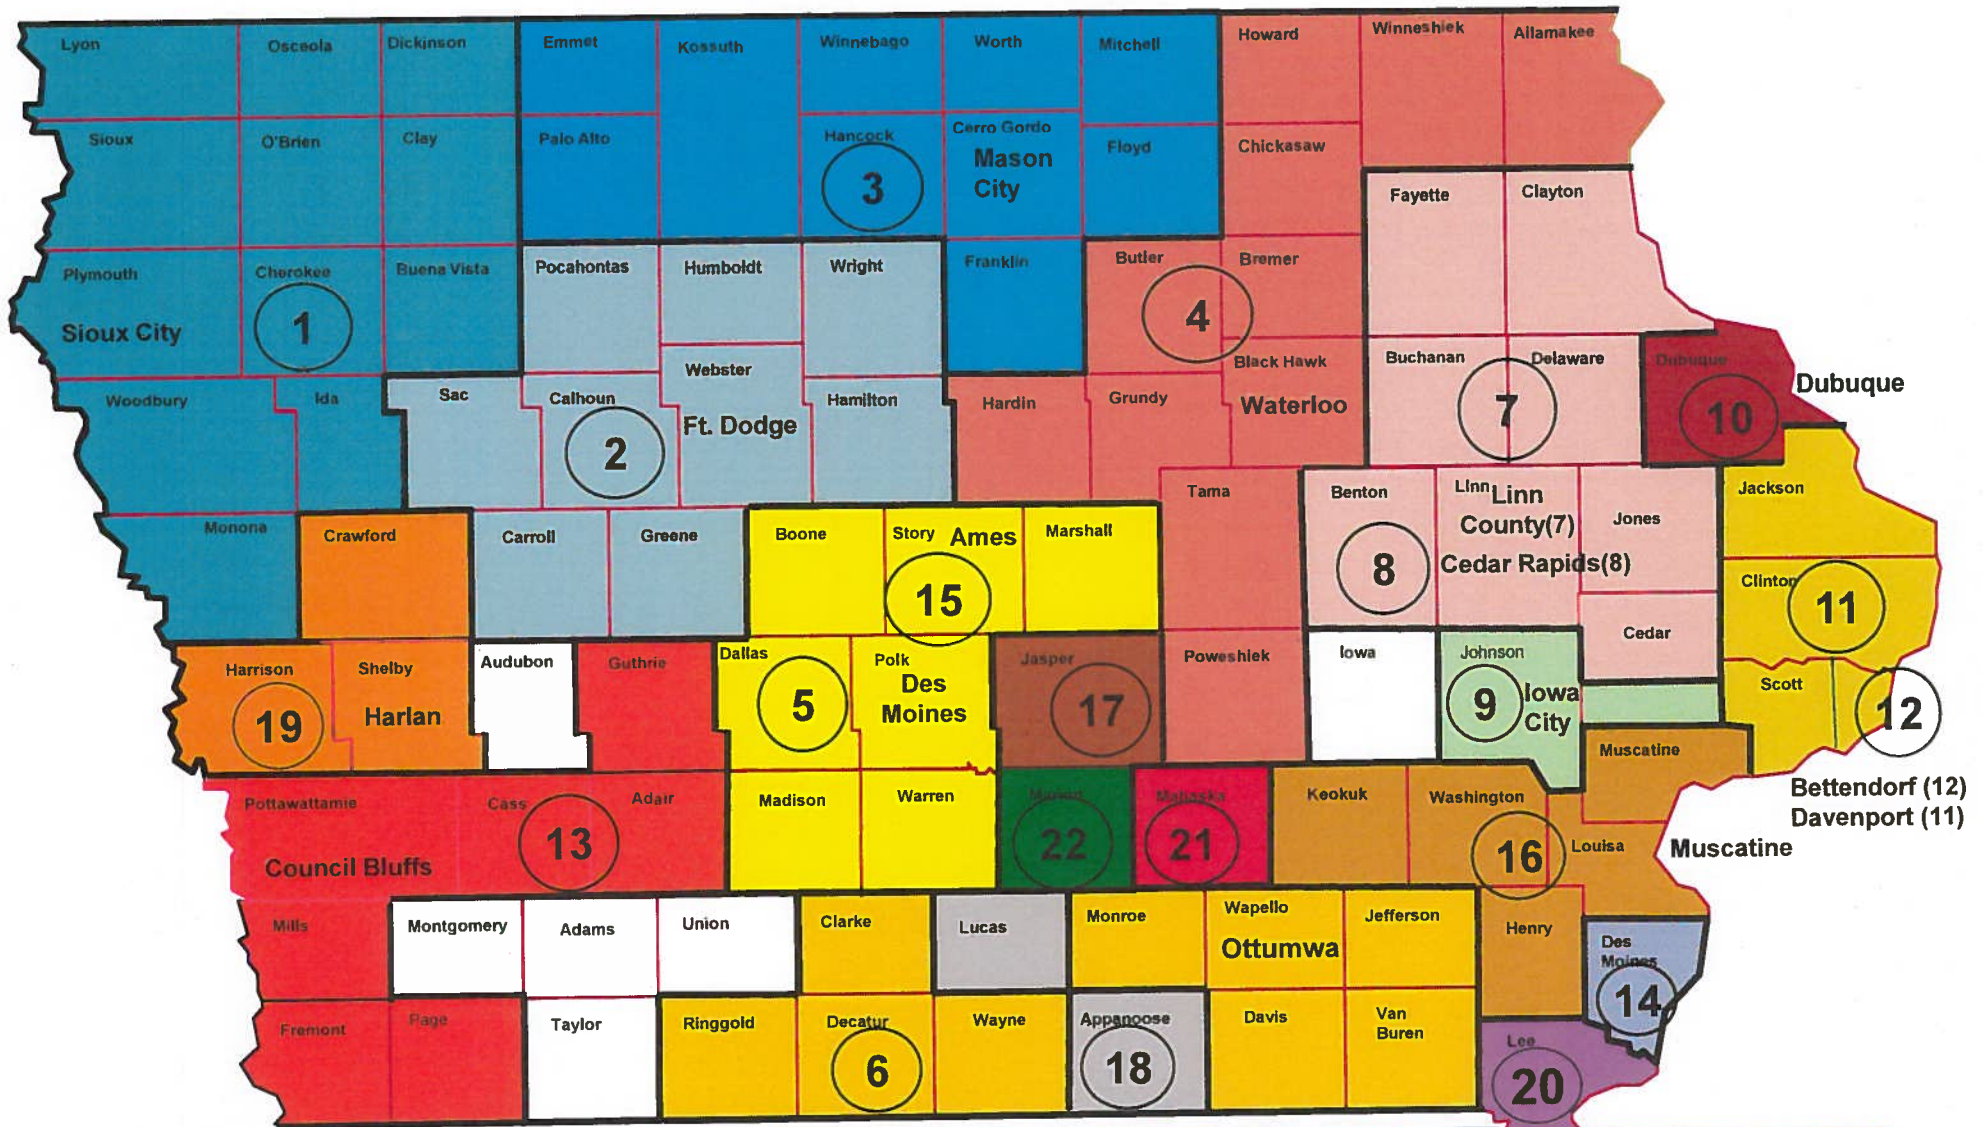 Lyon
Osceola
Dickinson
Emmet
Kossuth
Winnebago
Worth
Mitchell
Howard
Winneshiek
Allamakee
Sioux
O'Brien
Clay
Palo Alto
Hancock
3
Cerro Gordo
Mason
City
Floyd
Chickasaw
Fayette
Clayton
Plymouth
Sioux City
Cherokee
1
Buena Vista
Pocahontas
Humboldt
Wright
Franklin
Butler
4
Bremer
Woodbury
Ida
Sac
Calhoun
2
Webster
Ft. Dodge
Hamilton
Hardin
Grundy
Black Hawk
Waterloo
Buchanan
7
Delaware
Dubuque
10
Dubuque
Monona
Crawford
Carroll
Greene
Boone
Story
Ames
15
Marshall
Tama
Benton
8
LInn
Linn
County(7)
Cedar Rapids(8)
Jones
Jackson
Clinton
11
Cedar
Harrison
19
Shelby
Harlan
Audubon
Guthrie
Dallas
5
Polk
Des
Moines
Jasper
17
Poweshiek
Iowa
Johnson
9
Iowa
City
Scott
12
Muscatine
Bettendorf (12)
Davenport (11)
Pottawattamie
Council Bluffs
Cass
13
Adair
Madison
Warren
Marion
22
Mahaska
21
Keokuk
Washington
16
Louisa
Muscatine
Mills
Montgomery
Adams
Union
Clarke
Lucas
Monroe
Wapello
Ottumwa
Jefferson
Henry
Des
Moines
14
Fremont
Page
Taylor
Ringgold
Decatur
6
Wayne
Appanoose
18
Davis
Van
Buren
Lee
20